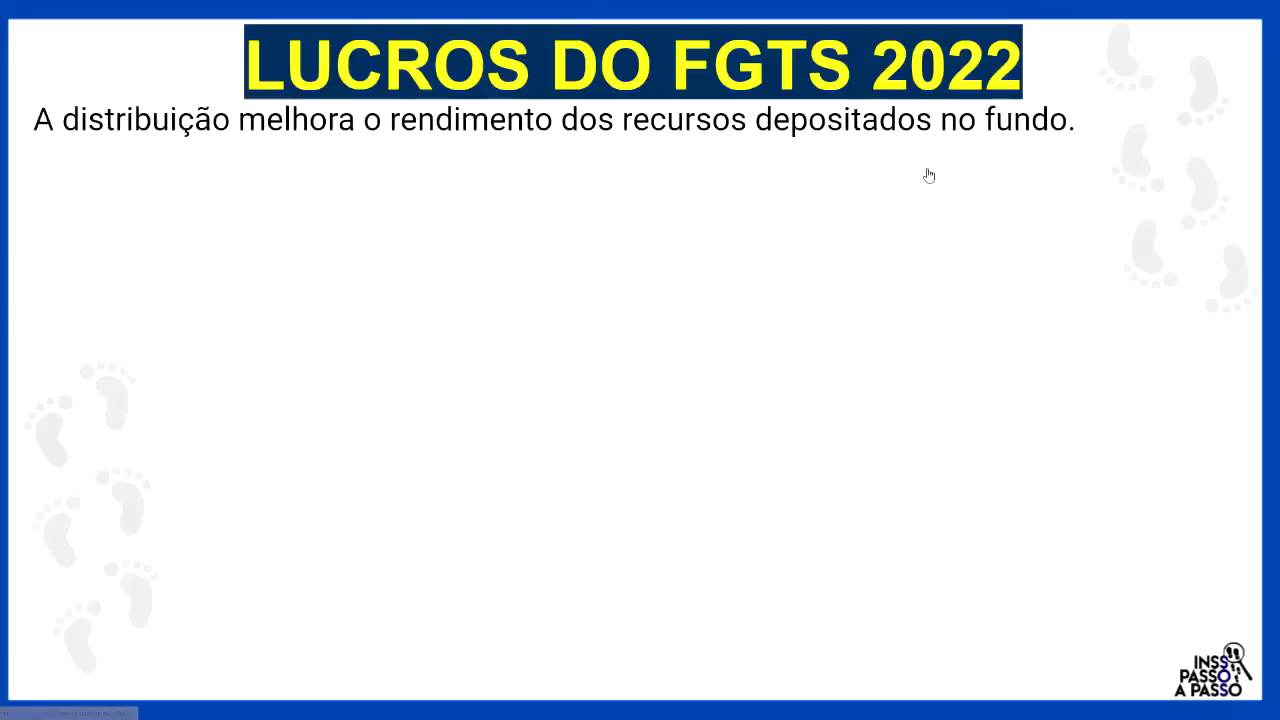 LUCROS DO FGTS 2022
A distribuição melhora o rendimento dos recursos depositados no fundo.
INSS
PASSO
A PASSO